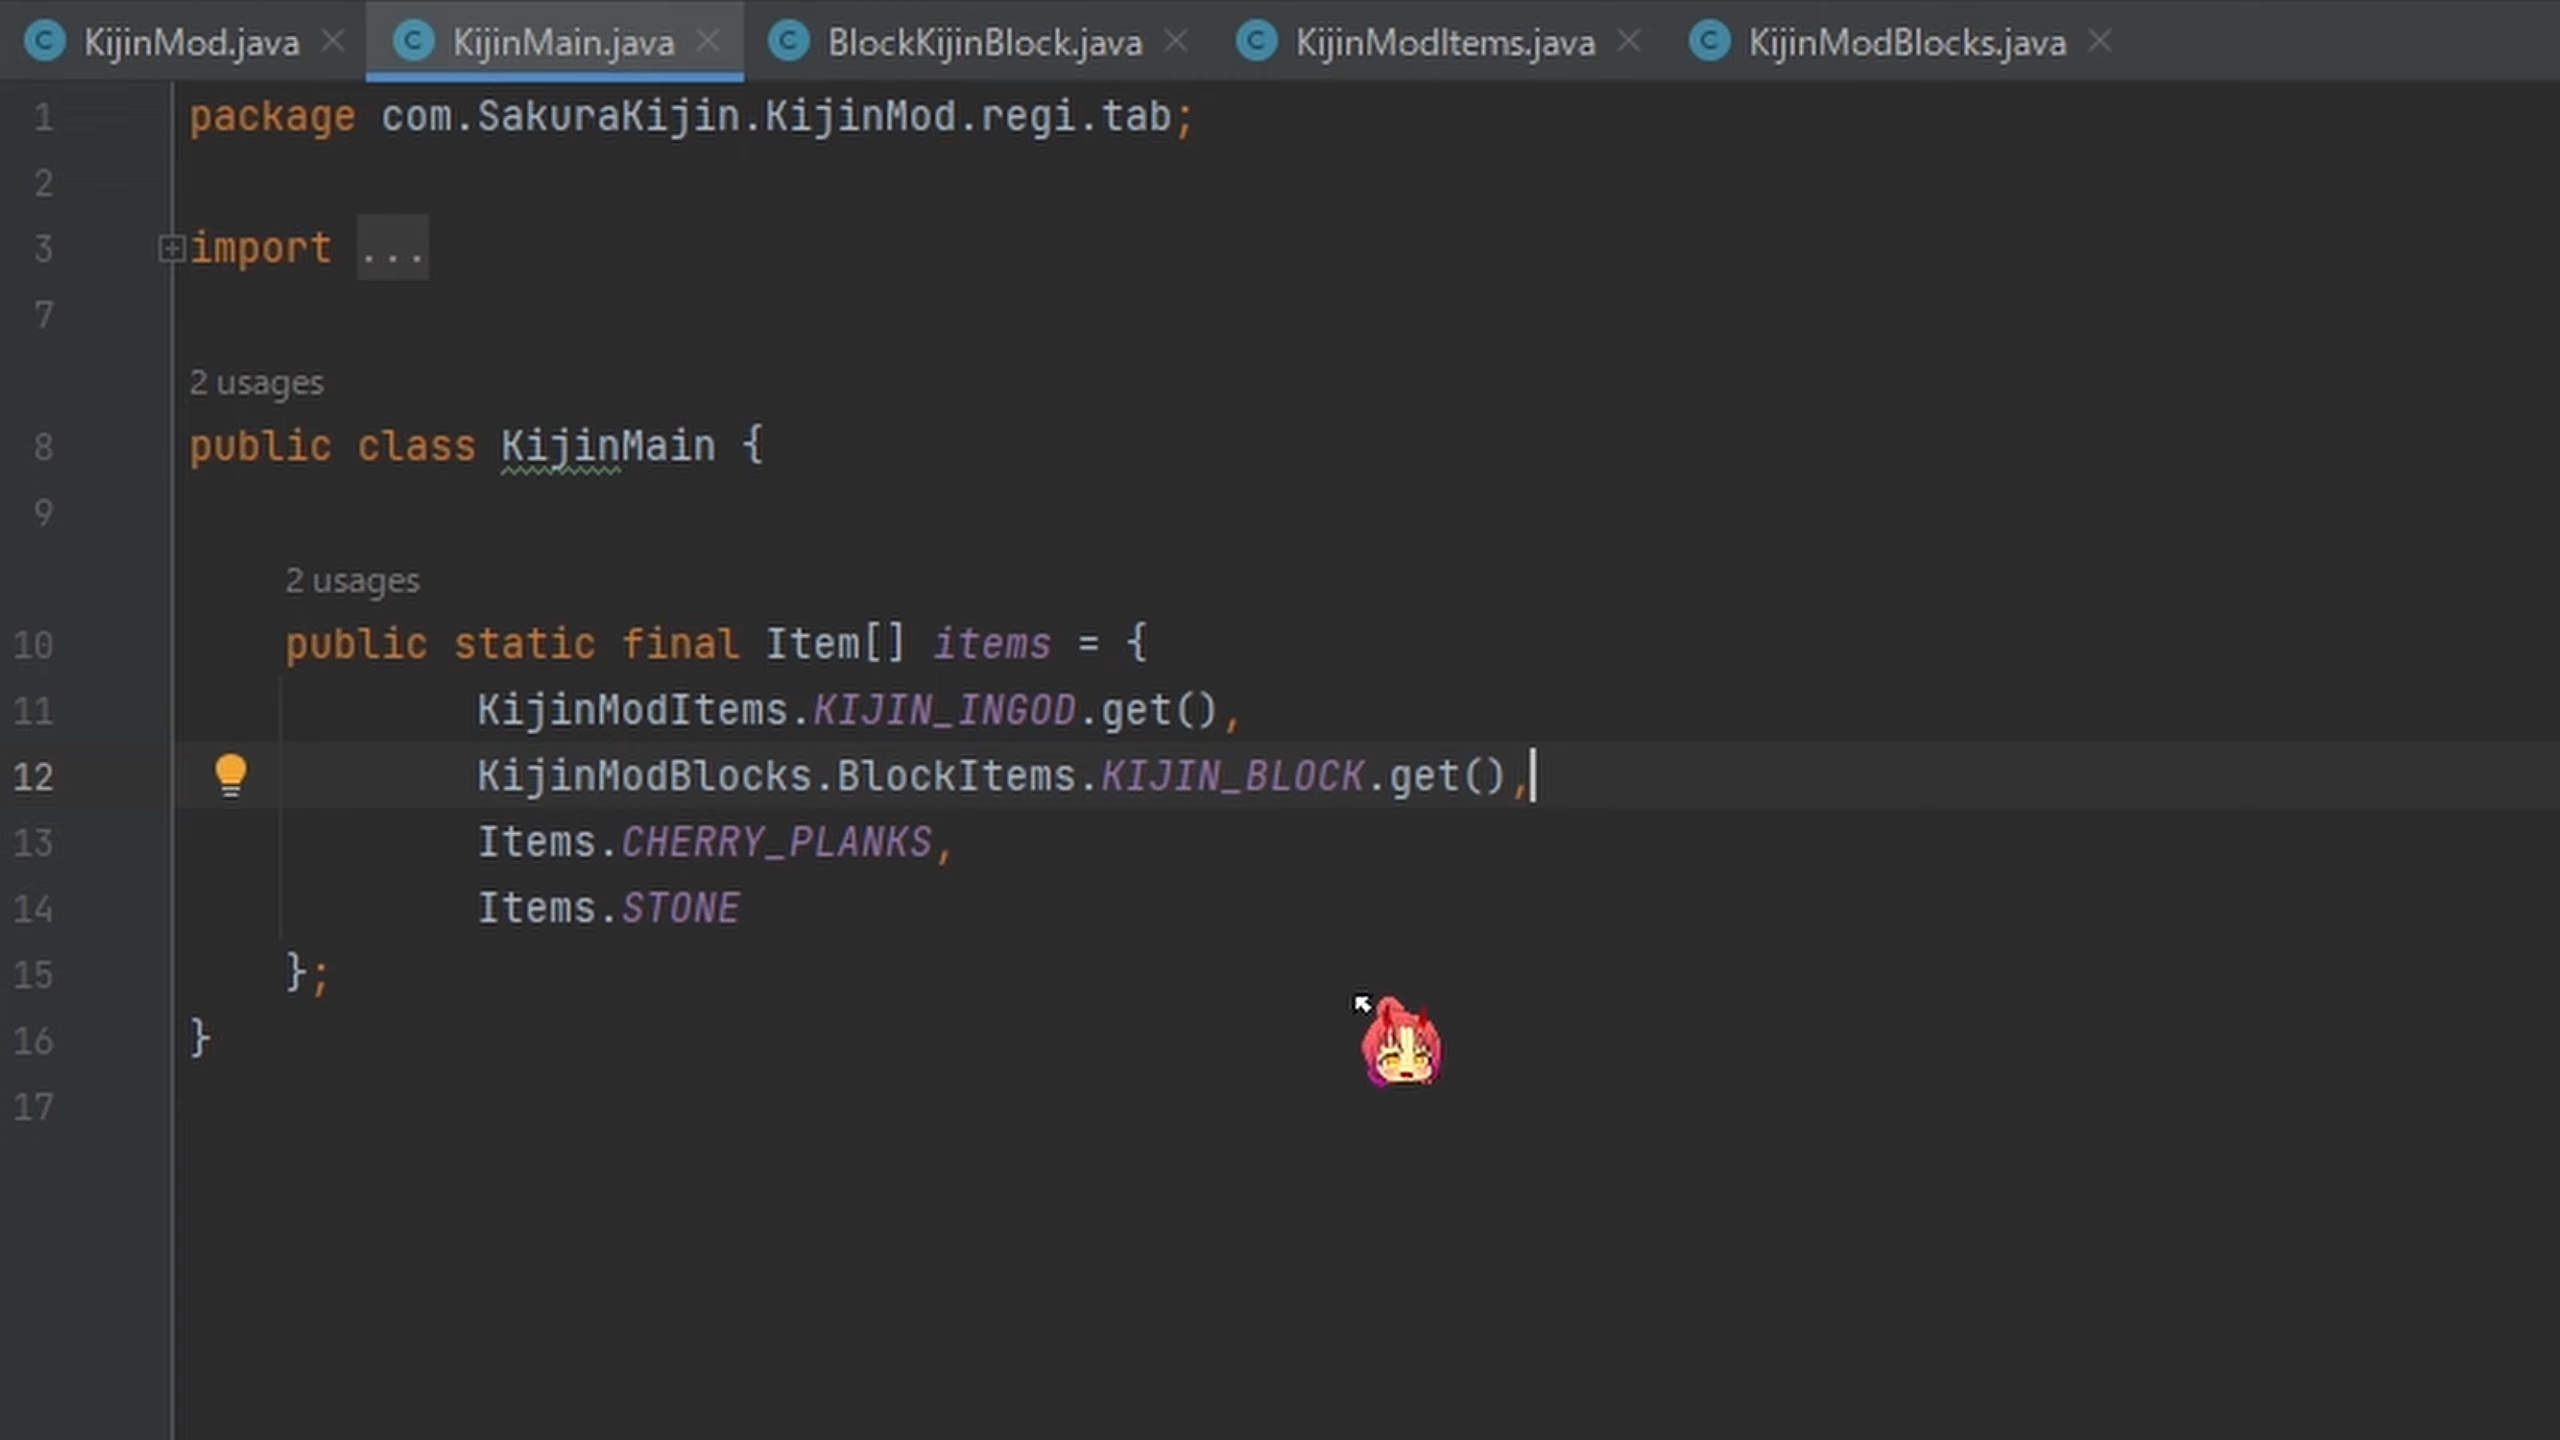 KijinMod.java KijinMain.java BlockKijinBlock.java KijinModItems.java KijinModBlocks.java
1 package com.SakuraKijin.KijinMod.regi.tab;
2
3 import ...
7
2 usages
8 public class KijinMain {
9
2 usages
10 public static final Item[] items = {
11 KijinModItems.KIJIN_INGOD.get(),
12 KijinModBlocks.BlockItems.KIJIN_BLOCK.get(),
13 Items.CHERRY_PLANKS,
14 Items.STONE
15 };
16 }
17